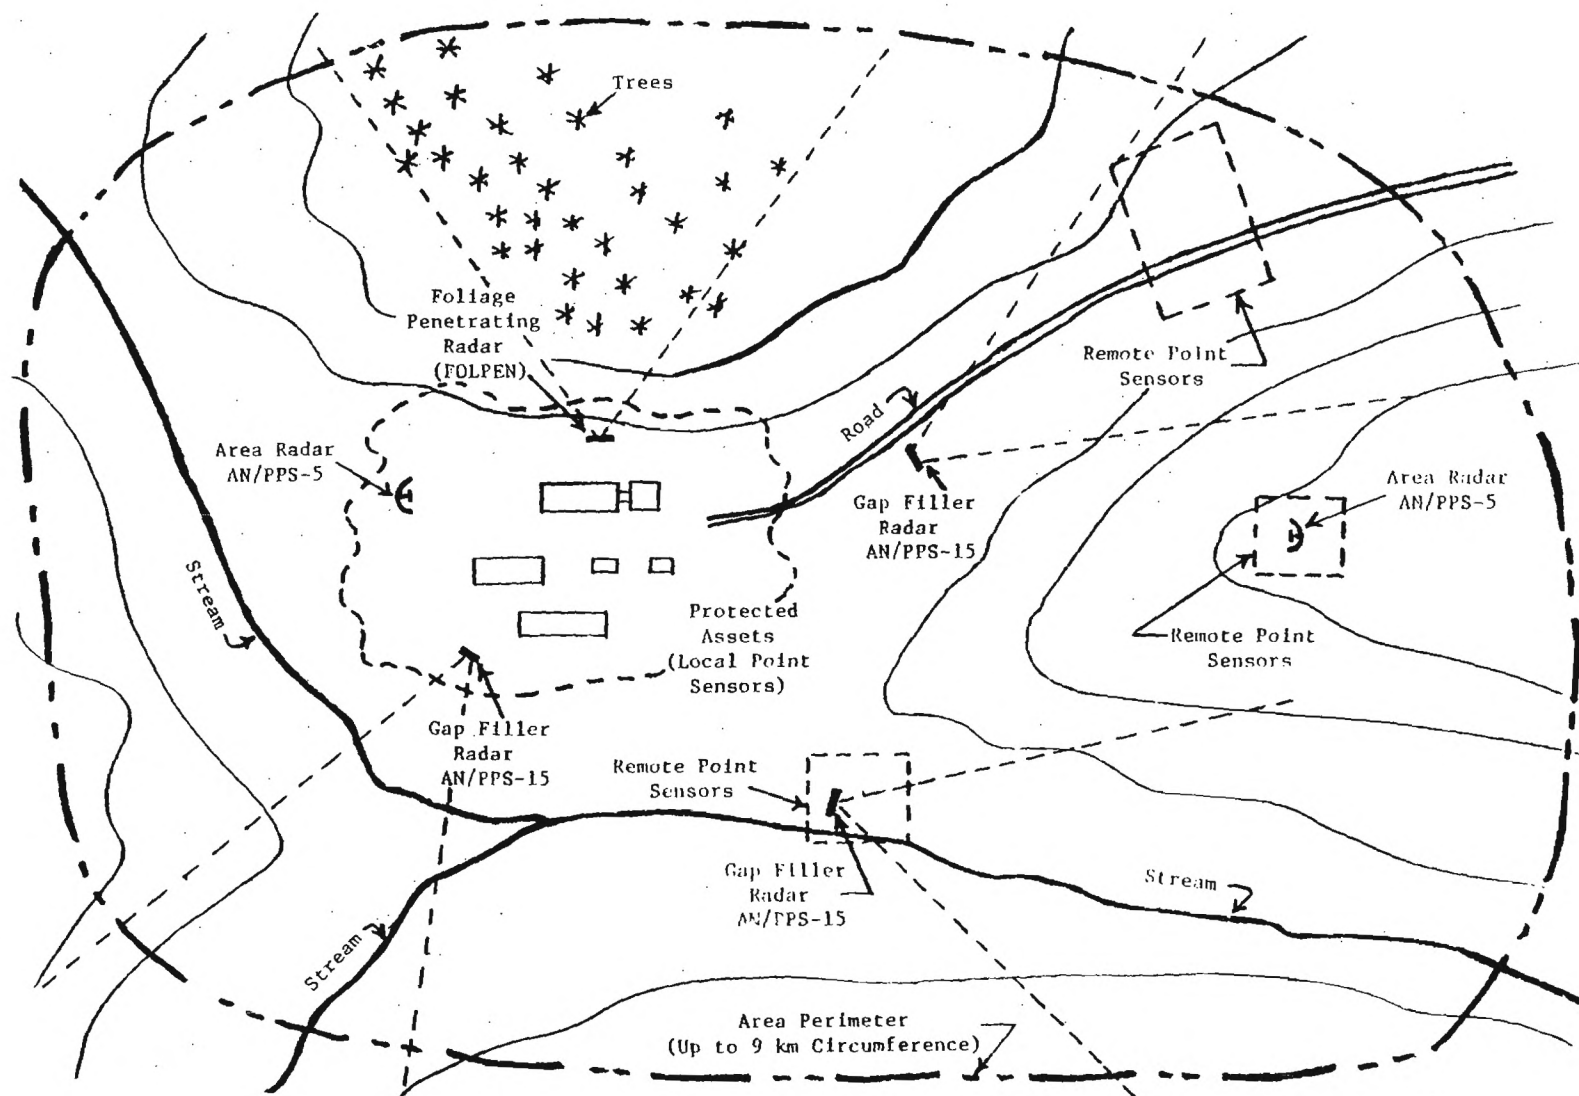 Trees
Foliage
Penetrating
Radar
(FOLPEN)
Remote Point
Sensors
Road
Area Radar
AN/PPS-5
Gap Filler
Radar
AN/PPS-15
Area Radar
AN/PPS-5
Stream
Protected
Assets
(Local Point
Sensors)
Remote Point
Sensors
Gap Filler
Radar
AN/PPS-15
Remote Point
Sensors
Gap Filler
Radar
AN/PPS-15
Stream
Stream
Area Perimeter
(Up to 9 km Circumference)